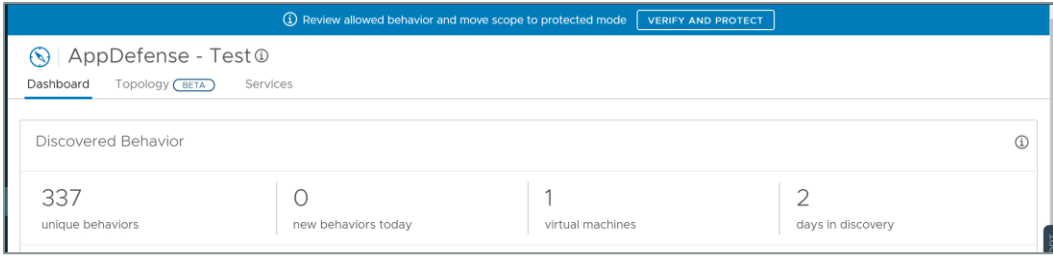 Review allowed behavior and move scope to protected mode VERIFY AND PROTECT
AppDefense - Test
Dashboard Topology BETA Services
Discovered Behavior
337 0 1 2
unique behaviors new behaviors today virtual machines days in discovery